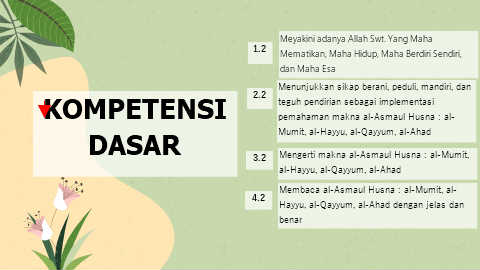 KOMPETENSI
DASAR
1.2
Meyakini adanya Allah Swt. Yang Maha
Mematikan, Maha Hidup, Maha Berdiri Sendiri,
dan Maha Esa
2.2
Menunjukkan sikap berani, peduli, mandiri, dan
teguh pendirian sebagai implementasi
pemahaman makna al-Asmaul Husna : al-
Mumit, al-Hayyu, al-Qayyum, al-Ahad
3.2
Mengerti makna al-Asmaul Husna : al-Mumit,
al-Hayyu, al-Qayyum, al-Ahad
4.2
Membaca al-Asmaul Husna : al-Mumit, al-
Hayyu, al-Qayyum, al-Ahad dengan jelas dan
benar